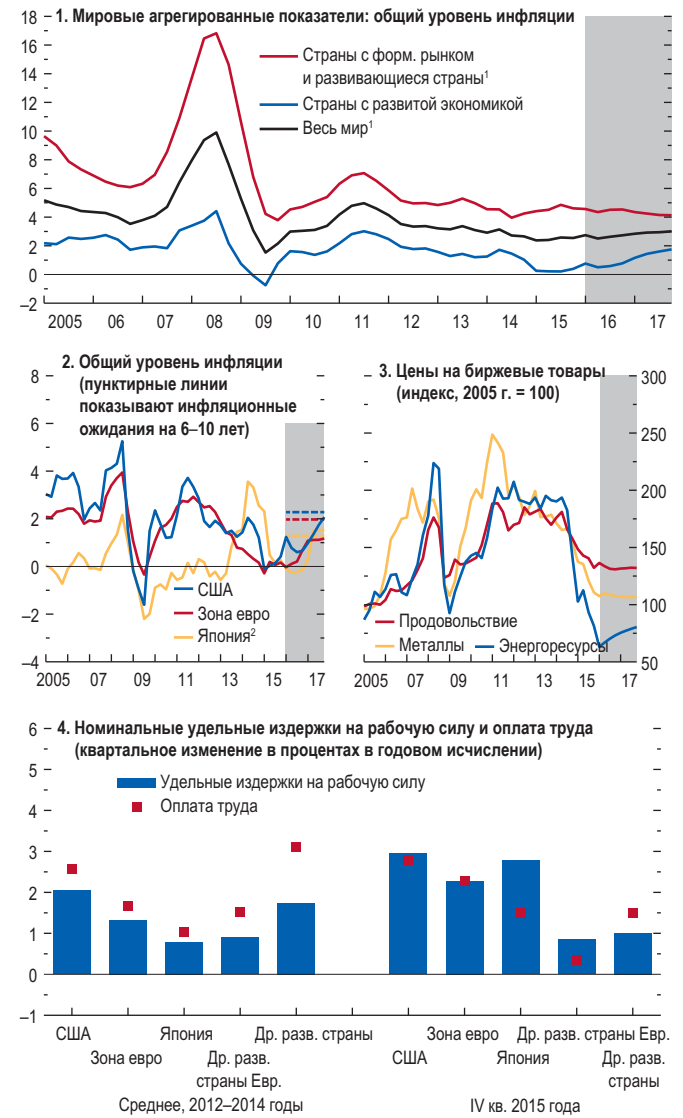 1. Мировые агрегированные показатели: общий уровень инфляции
18
16
14
12
10
8
6
4
2
0
–2
Страны с форм. рынком
и развивающиеся страны¹
Страны с развитой экономикой
Весь мир¹
2005 06 07 08 09 10 11 12 13 14 15 16 17
2. Общий уровень инфляции
(пунктирные линии
показывают инфляционные
ожидания на 6–10 лет)
8
6
4
2
0
–2
–4
США
Зона евро
Япония²
2005 07 09 11 13 15 17
3. Цены на биржевые товары
(индекс, 2005 г. = 100)
300
250
200
150
100
50
Продовольствие
Металлы Энергоресурсы
2005 07 09 11 13 15 17
4. Номинальные удельные издержки на рабочую силу и оплата труда
(квартальное изменение в процентах в годовом исчислении)
6
5
4
3
2
1
0
–1
Удельные издержки на рабочую силу
Оплата труда
США Япония Др. разв. страны Зона евро Др. разв. страны Евр.
Зона евро Др. разв. США Япония Др. разв.
страны Евр. страны
Среднее, 2012–2014 годы IV кв. 2015 года